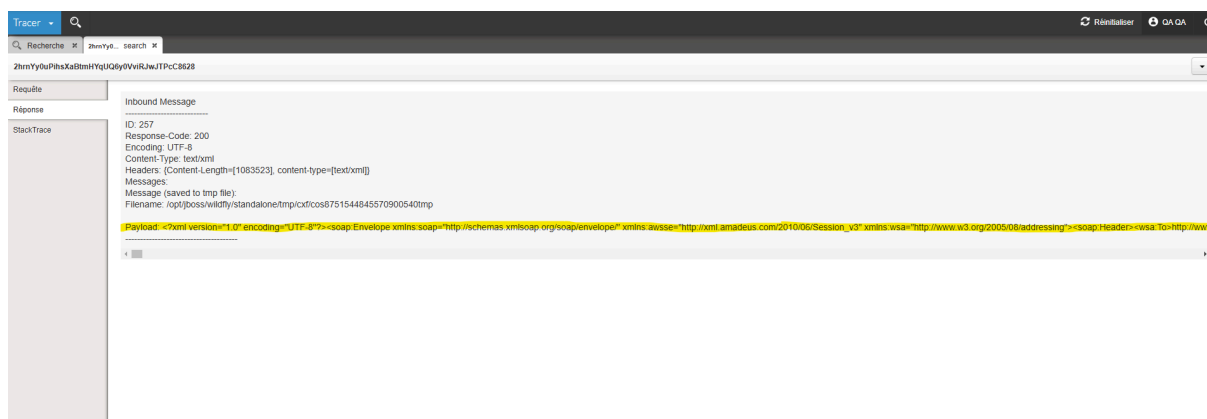 Tracer
Réinitialiser QA QA
Recherche 2hrnYy0... search
2hrnYy0uPihsXaBtmHYqUQ6y0VviRJwJTPcC8628
Requête
Réponse
StackTrace
Inbound Message
----------------------------
ID: 257
Response-Code: 200
Encoding: UTF-8
Content-Type: text/xml
Headers: {Content-Length=[1083523], content-type=[text/xml]}
Messages:
Message (saved to tmp file):
Filename: /opt/jboss/wildfly/standalone/tmp/cxf/cos8751544845570900540tmp
Payload: <?xml version="1.0" encoding="UTF-8"?><soap:Envelope xmlns:soap="http://schemas.xmlsoap.org/soap/envelope/" xmlns:awsse="http://xml.amadeus.com/2010/06/Session_v3" xmlns:wsa="http://www.w3.org/2005/08/addressing"><soap:Header><wsa:To>http://ww
--------------------------------------